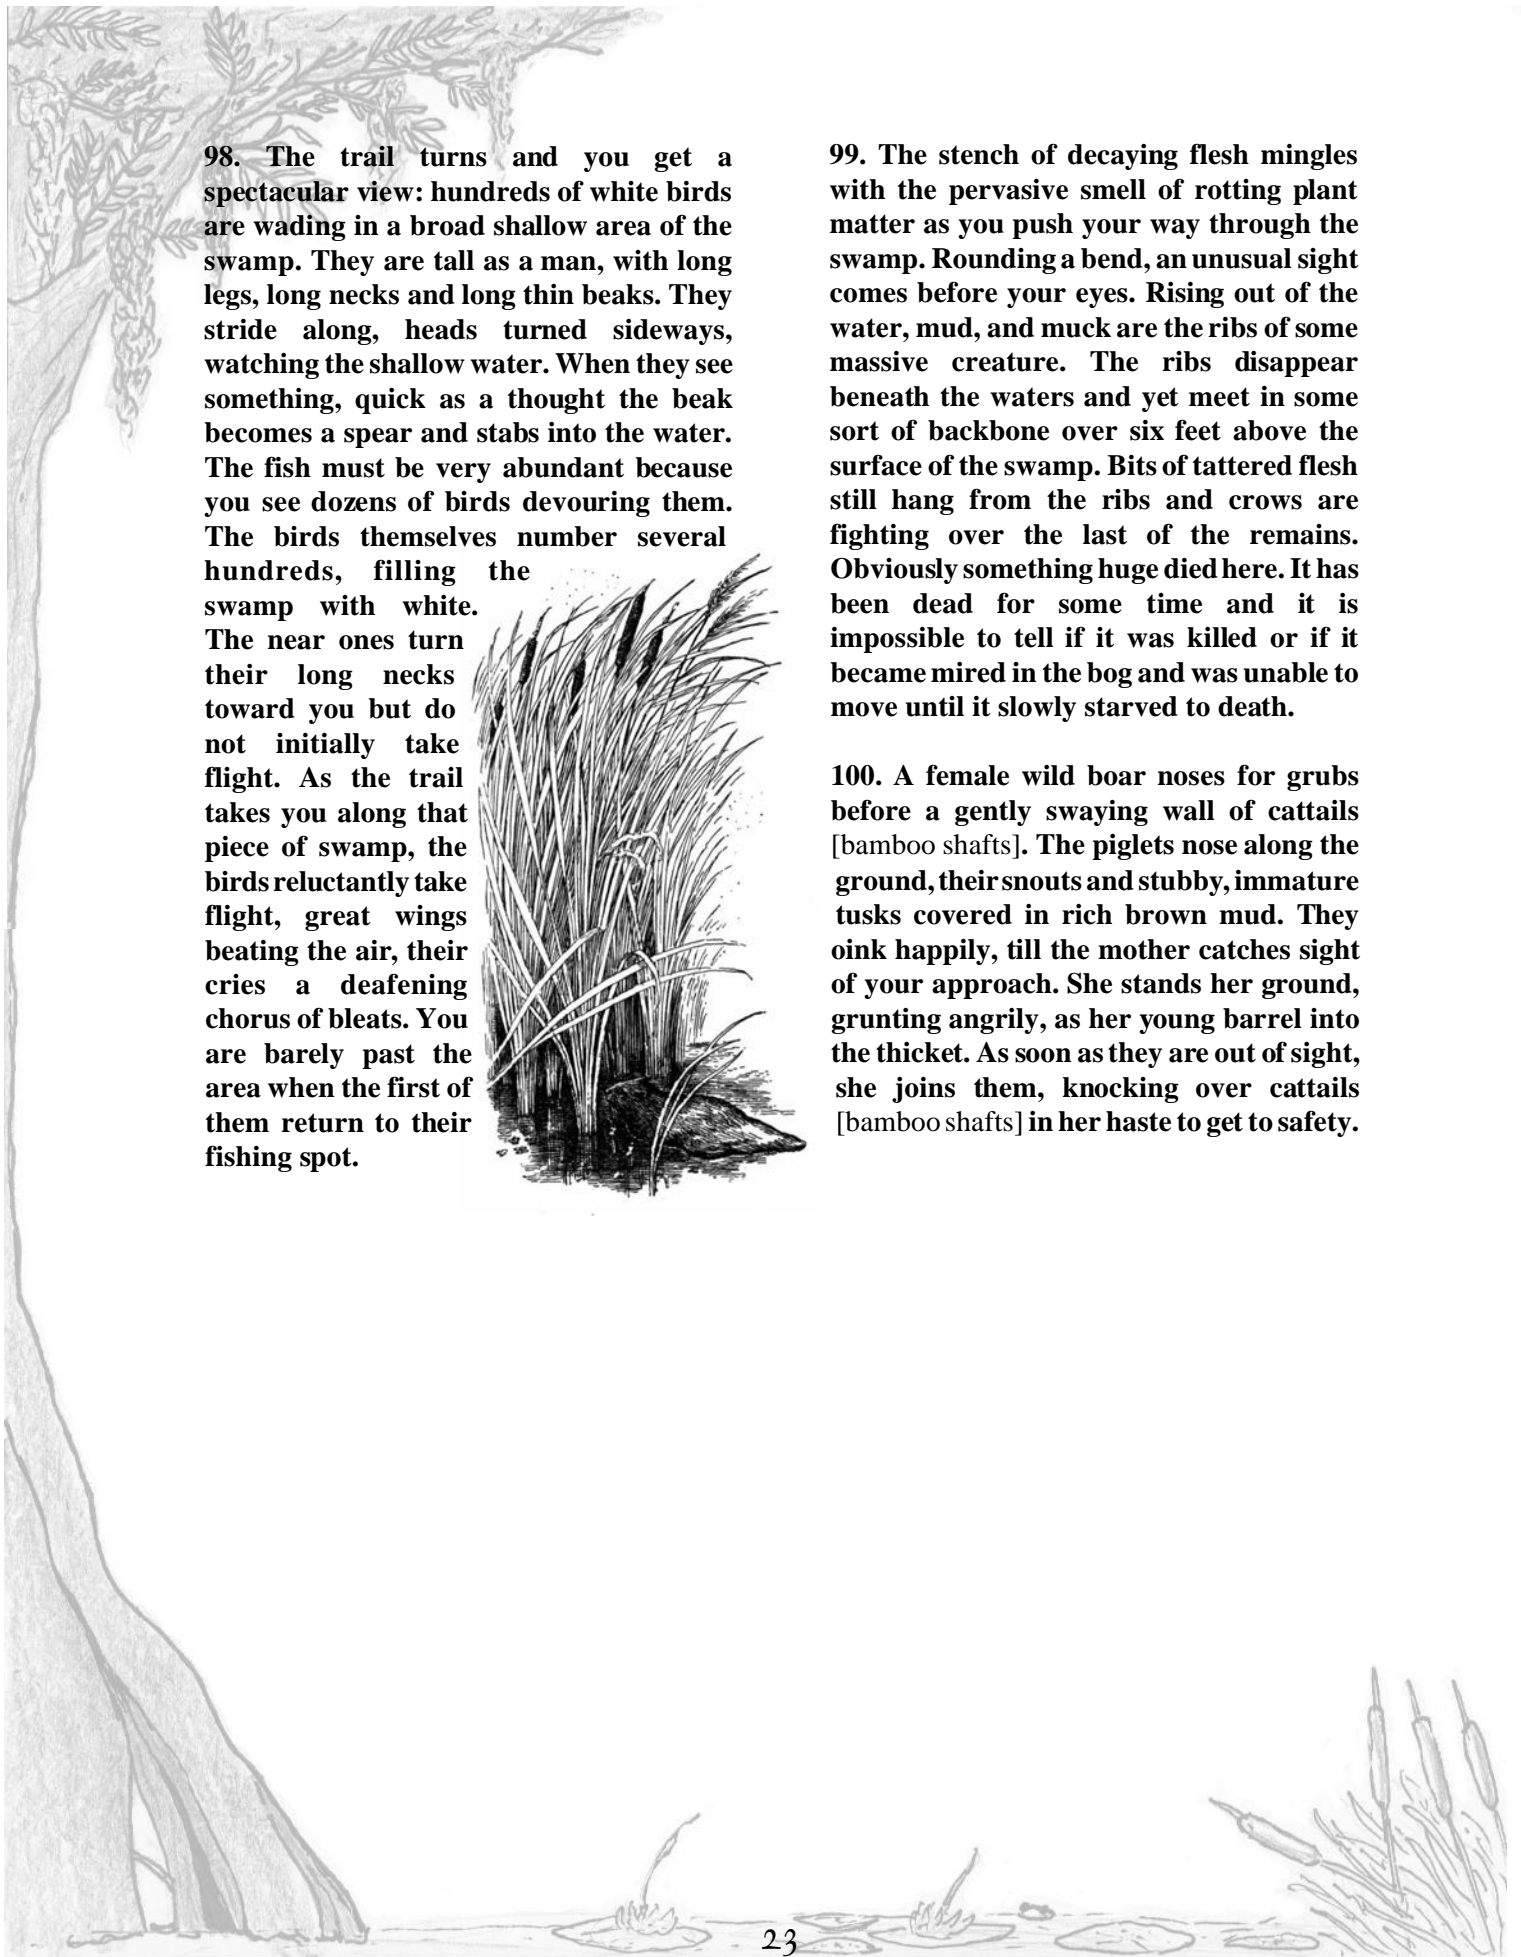 98. The trail turns and you get a
spectacular view: hundreds of white birds
are wading in a broad shallow area of the
swamp. They are tall as a man, with long
legs, long necks and long thin beaks. They
stride along, heads turned sideways,
watching the shallow water. When they see
something, quick as a thought the beak
becomes a spear and stabs into the water.
The fish must be very abundant because
you see dozens of birds devouring them.
The birds themselves number several
hundreds, filling the
swamp with white.
The near ones turn
their long necks
toward you but do
not initially take
flight. As the trail
takes you along that
piece of swamp, the
birds reluctantly take
flight, great wings
beating the air, their
cries a deafening
chorus of bleats. You
are barely past the
area when the first of
them return to their
fishing spot.
99. The stench of decaying flesh mingles
with the pervasive smell of rotting plant
matter as you push your way through the
swamp. Rounding a bend, an unusual sight
comes before your eyes. Rising out of the
water, mud, and muck are the ribs of some
massive creature. The ribs disappear
beneath the waters and yet meet in some
sort of backbone over six feet above the
surface of the swamp. Bits of tattered flesh
still hang from the ribs and crows are
fighting over the last of the remains.
Obviously something huge died here. It has
been dead for some time and it is
impossible to tell if it was killed or if it
became mired in the bog and was unable to
move until it slowly starved to death.
100. A female wild boar noses for grubs
before a gently swaying wall of cattails
[bamboo shafts]. The piglets nose along the
ground, their snouts and stubby, immature
tusks covered in rich brown mud. They
oink happily, till the mother catches sight
of your approach. She stands her ground,
grunting angrily, as her young barrel into
the thicket. As soon as they are out of sight,
she joins them, knocking over cattails
[bamboo shafts] in her haste to get to safety.
23